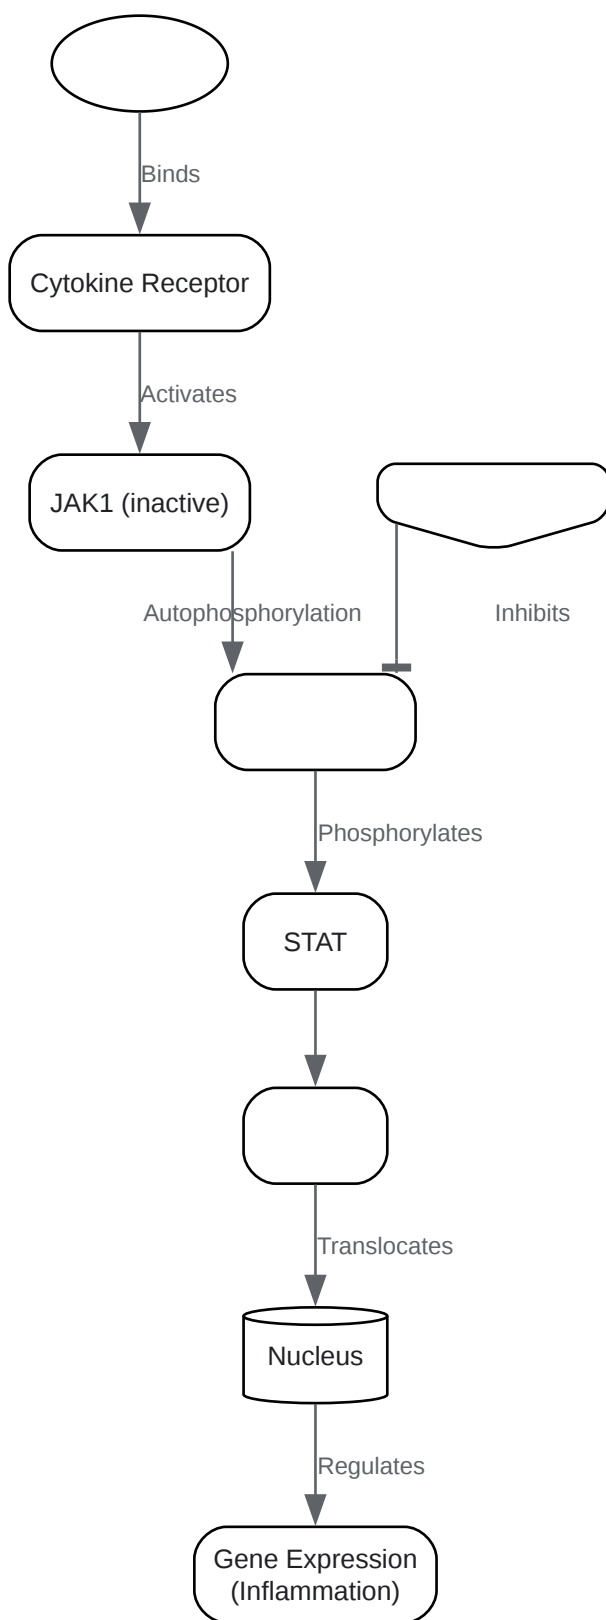 Binds
Cytokine Receptor
Activates
JAK1 (inactive)
Autophosphorylation
Inhibits
Phosphorylates
STAT
Translocates
Nucleus
Regulates
Gene Expression
(Inflammation)